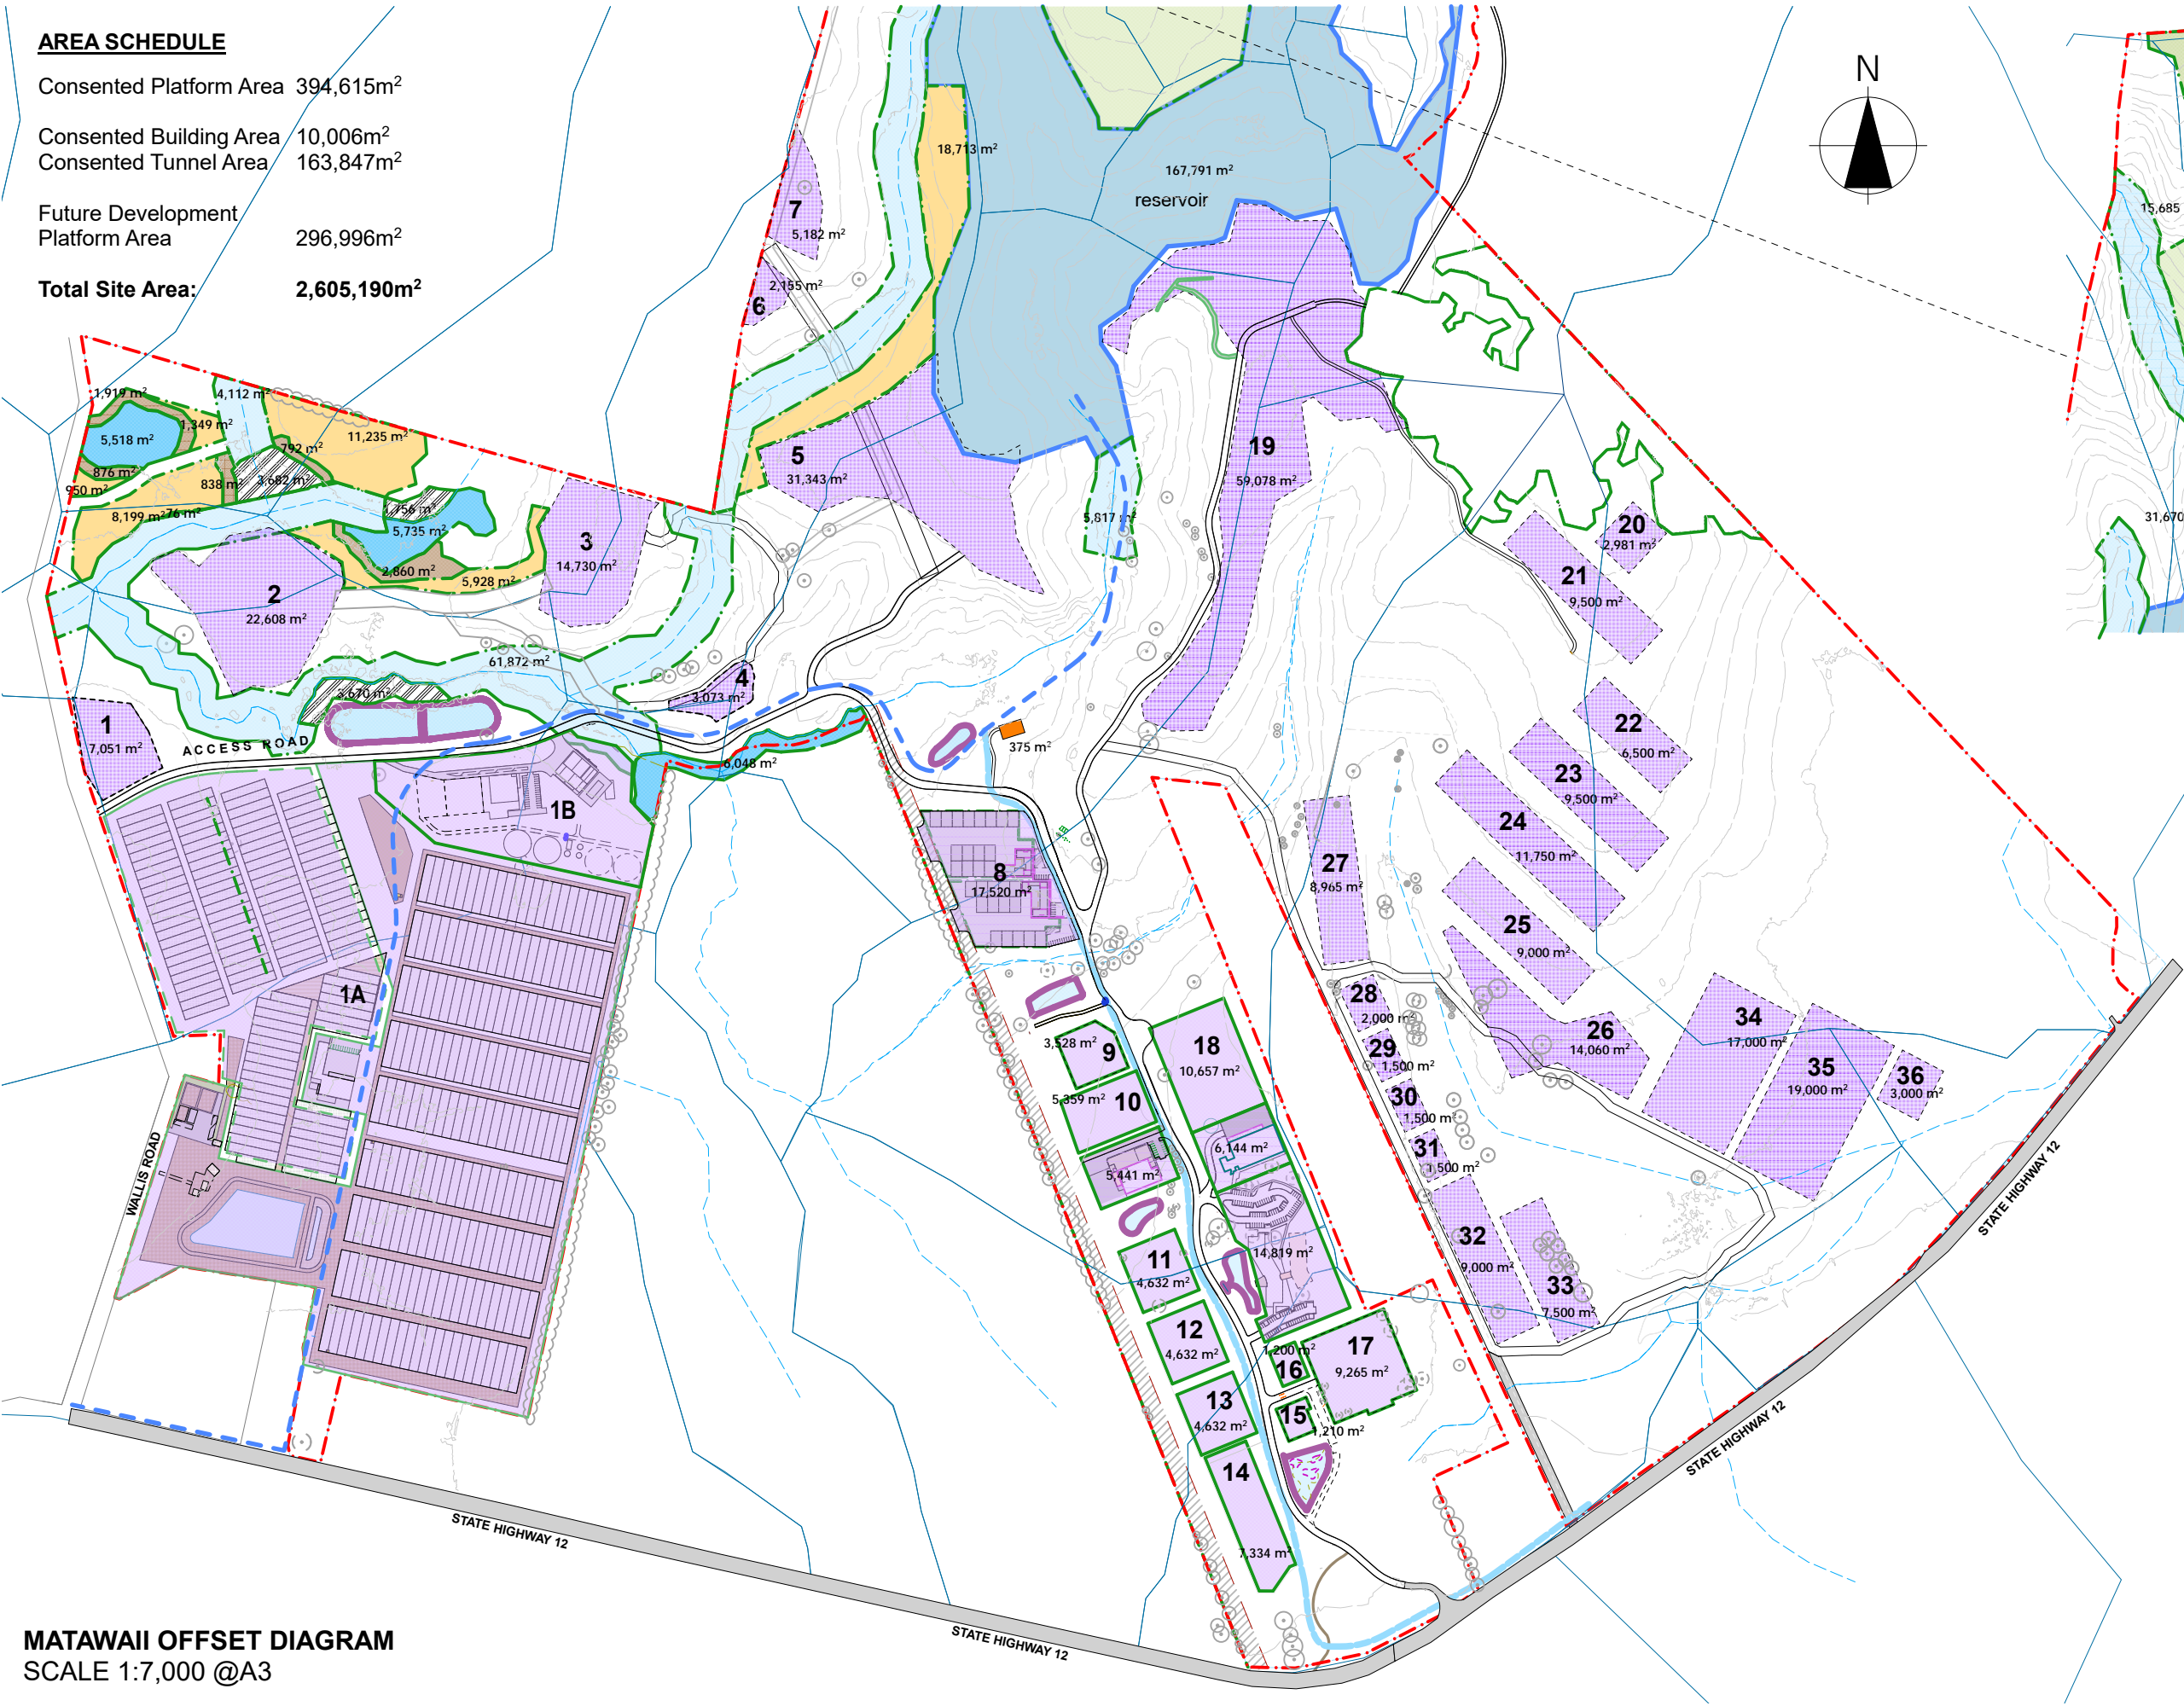 AREA SCHEDULE
Consented Platform Area 394,615m²
Consented Building Area 10,006m²
Consented Tunnel Area 163,847m²
Future Development
Platform Area 296,996m²
Total Site Area: 2,605,190m²
N
18,713 m²
167,791 m²
reservoir
15,685
31,670
7
5,182 m²
2,155 m²
6
1,919 m²
4,112 m²
1,349 m²
5,518 m²
11,235 m²
792 m²
876 m²
950 m²
838 m²
3,682 m²
8,199 m²
76 m²
756 m²
5,735 m²
2,860 m²
5,928 m²
3
14,730 m²
2
22,608 m²
5
31,343 m²
5,817 m²
19
59,078 m²
20
2,981 m²
21
9,500 m²
61,872 m²
3,670 m²
4
3,073 m²
1
7,051 m²
ACCESS ROAD
6,048 m²
375 m²
22
6,500 m²
23
9,500 m²
24
11,750 m²
25
9,000 m²
26
14,060 m²
27
8,965 m²
28
2,000 m²
29
1,500 m²
30
1,500 m²
31
1,500 m²
32
9,000 m²
33
7,500 m²
34
17,000 m²
35
19,000 m²
36
3,000 m²
1B
1A
8
17,520 m²
3,528 m²
9
5,359 m²
10
5,441 m²
18
10,657 m²
6,144 m²
14,819 m²
11
4,632 m²
12
4,632 m²
13
4,632 m²
14
7,334 m²
1,200 m²
16
17
9,265 m²
15
1,210 m²
WALLIS ROAD
STATE HIGHWAY 12
STATE HIGHWAY 12
STATE HIGHWAY 12
STATE HIGHWAY 12
MATAWAII OFFSET DIAGRAM
SCALE 1:7,000 @A3